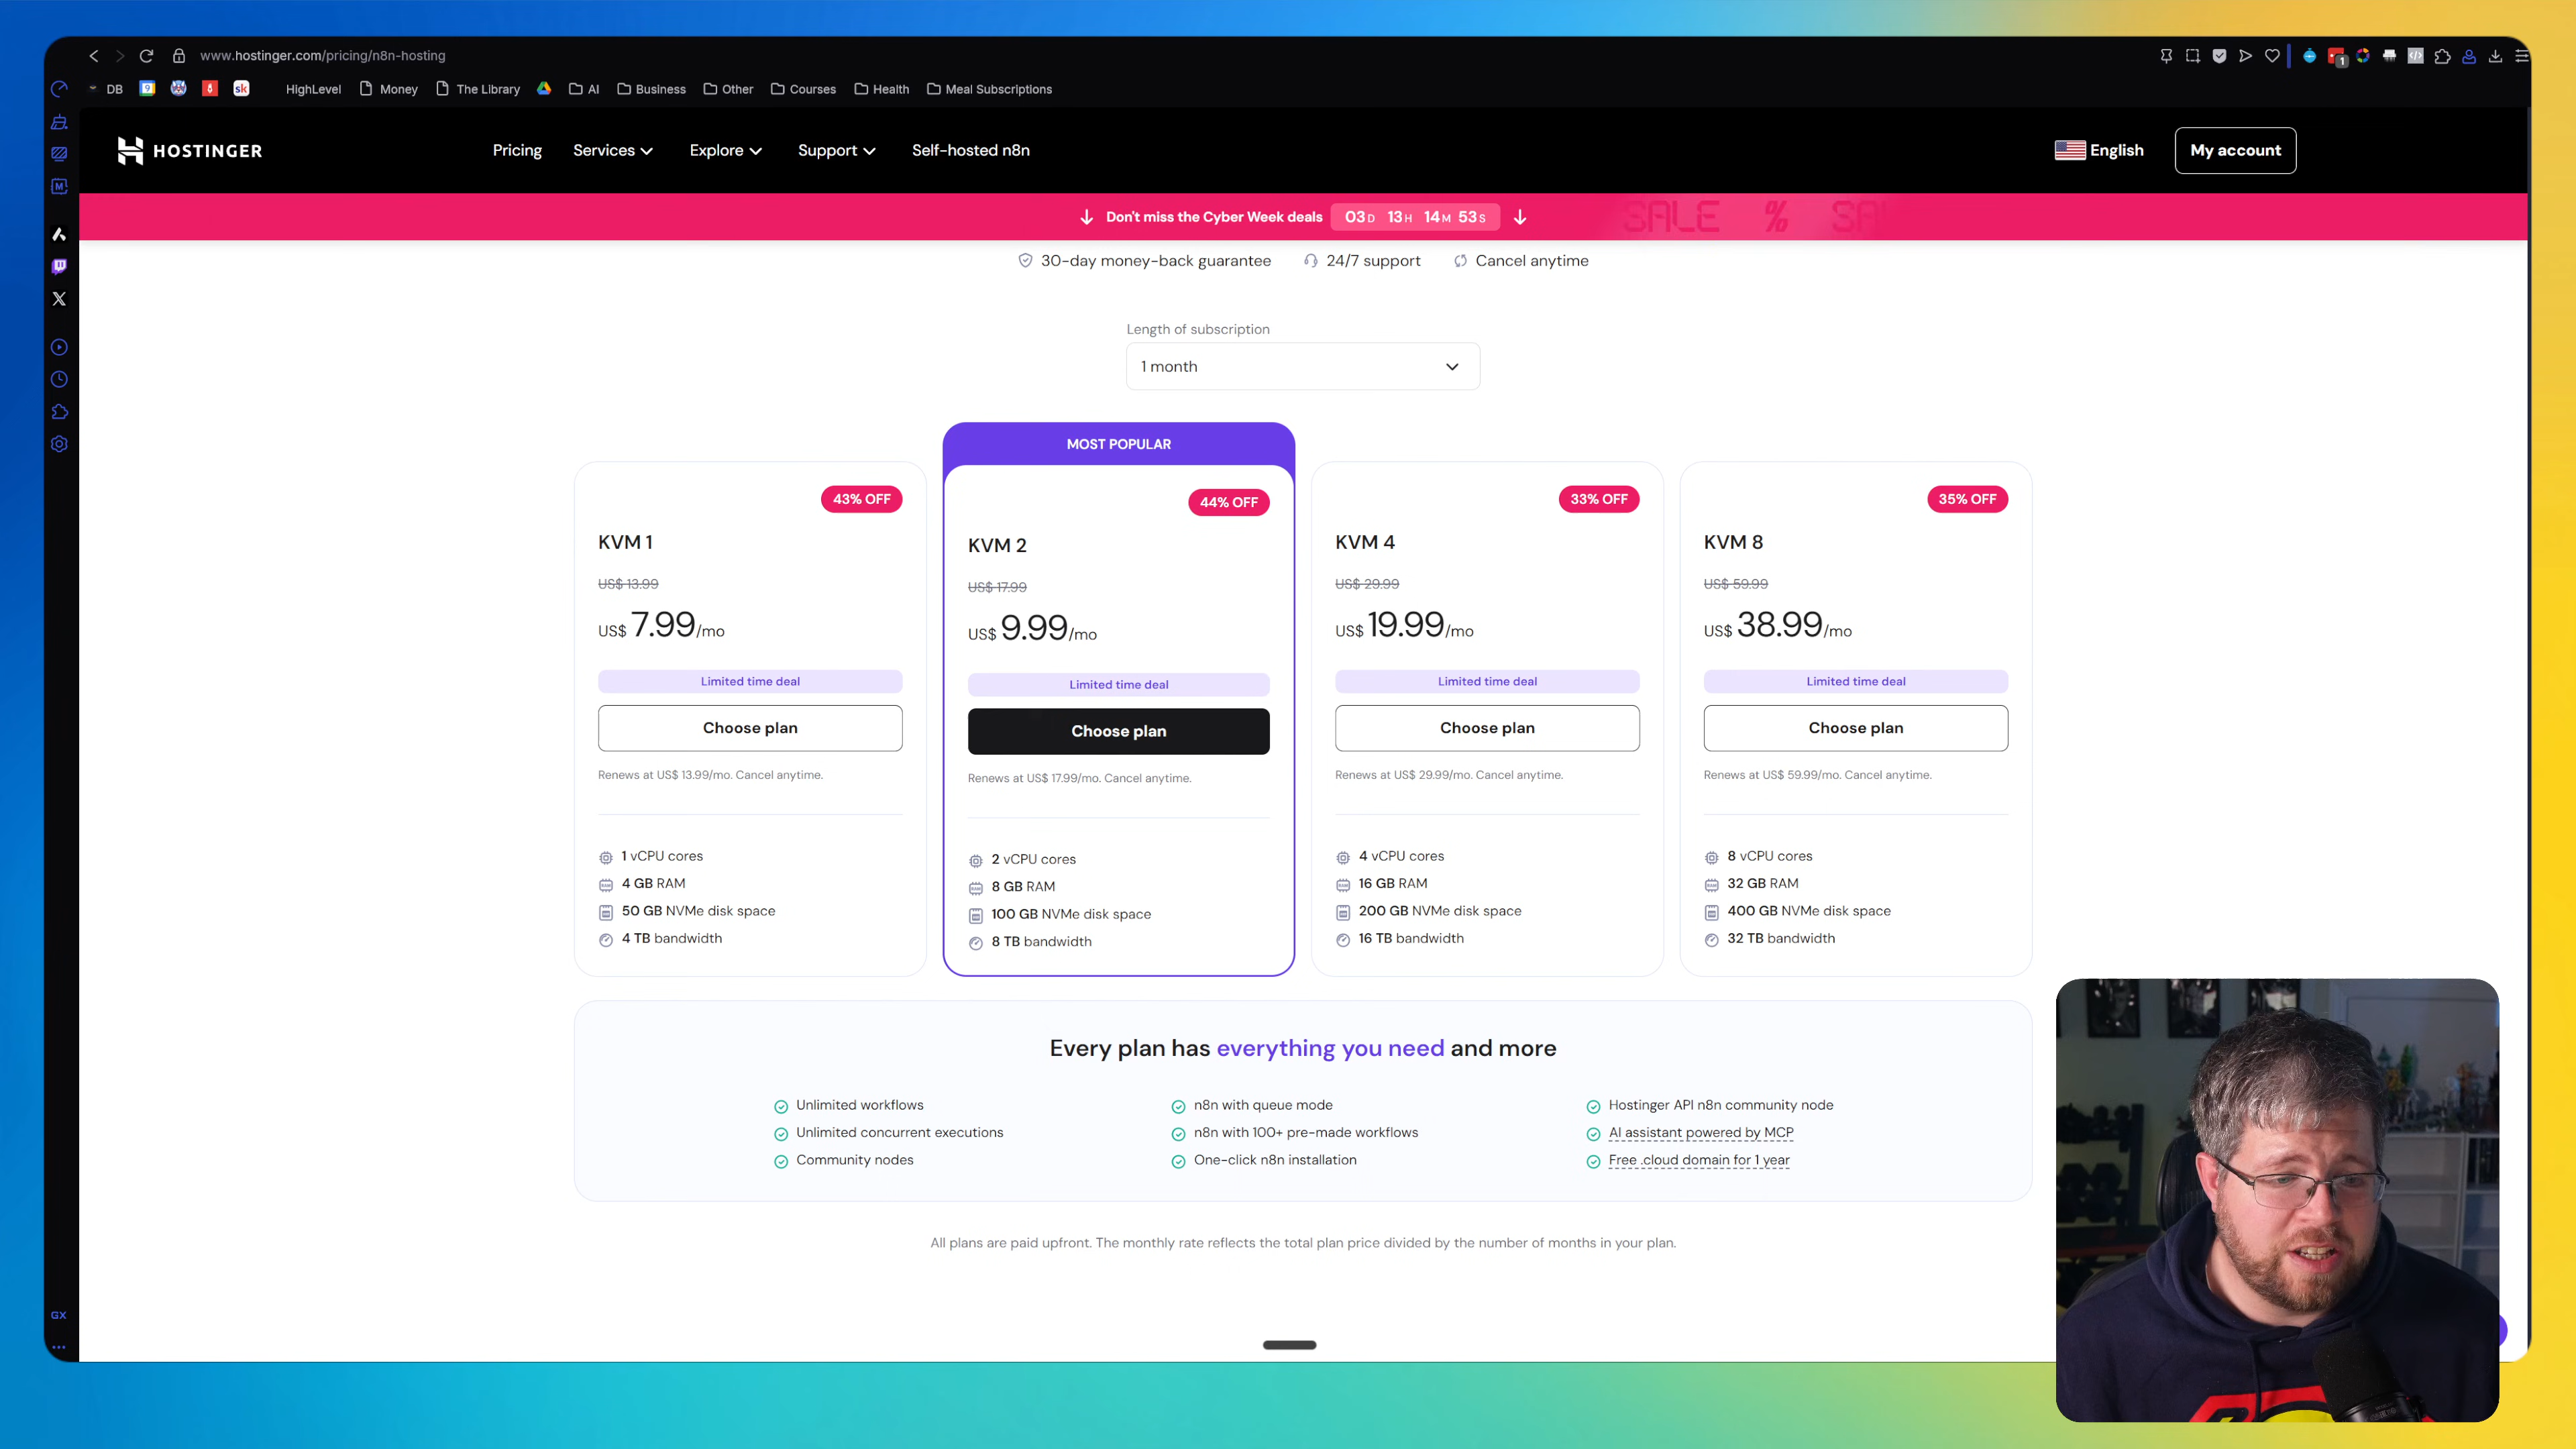 www.hostinger.com/pricing/n8n-hosting
1
DB
9
sk
HighLevel
Money
The Library
AI
Business
Other
Courses
Health
Meal Subscriptions
M
HOSTINGER
Pricing
Services
Explore
Support
Self-hosted n8n
English
My account
Don't miss the Cyber Week deals
03D 13H 14M 53S
SALE % SA
30-day money-back guarantee
24/7 support
Cancel anytime
Length of subscription
1 month
MOST POPULAR
43% OFF
KVM 1
US$ 13.99
US$ 7.99/mo
Limited time deal
Choose plan
Renews at US$ 13.99/mo. Cancel anytime.
1 vCPU cores
4 GB RAM
50 GB NVMe disk space
4 TB bandwidth
44% OFF
KVM 2
US$ 17.99
US$ 9.99/mo
Limited time deal
Choose plan
Renews at US$ 17.99/mo. Cancel anytime.
2 vCPU cores
8 GB RAM
100 GB NVMe disk space
8 TB bandwidth
33% OFF
KVM 4
US$ 29.99
US$ 19.99/mo
Limited time deal
Choose plan
Renews at US$ 29.99/mo. Cancel anytime.
4 vCPU cores
16 GB RAM
200 GB NVMe disk space
16 TB bandwidth
35% OFF
KVM 8
US$ 59.99
US$ 38.99/mo
Limited time deal
Choose plan
Renews at US$ 59.99/mo. Cancel anytime.
8 vCPU cores
32 GB RAM
400 GB NVMe disk space
32 TB bandwidth
Every plan has everything you need and more
Unlimited workflows
Unlimited concurrent executions
Community nodes
n8n with queue mode
n8n with 100+ pre-made workflows
One-click n8n installation
Hostinger API n8n community node
AI assistant powered by MCP
Free .cloud domain for 1 year
All plans are paid upfront. The monthly rate reflects the total plan price divided by the number of months in your plan.
GX